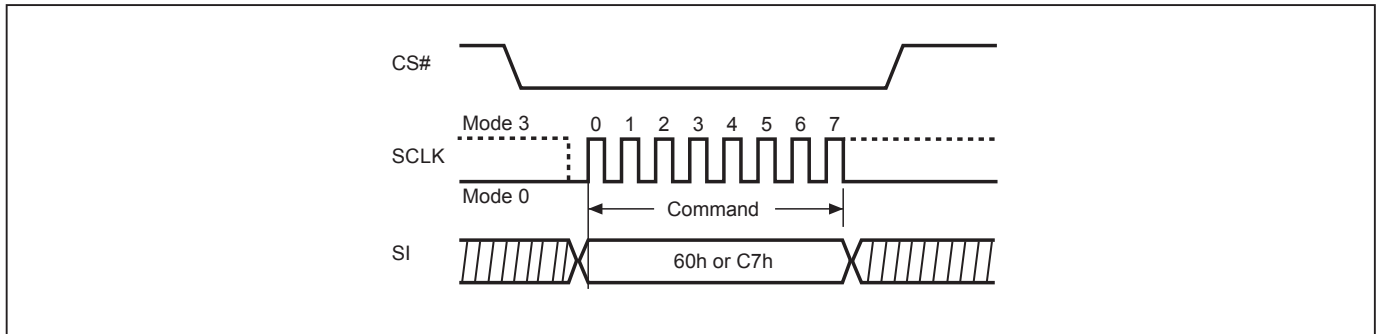 CS#
Mode 3 0 1 2 3 4 5 6 7
SCLK
Mode 0
Command
SI
60h or C7h